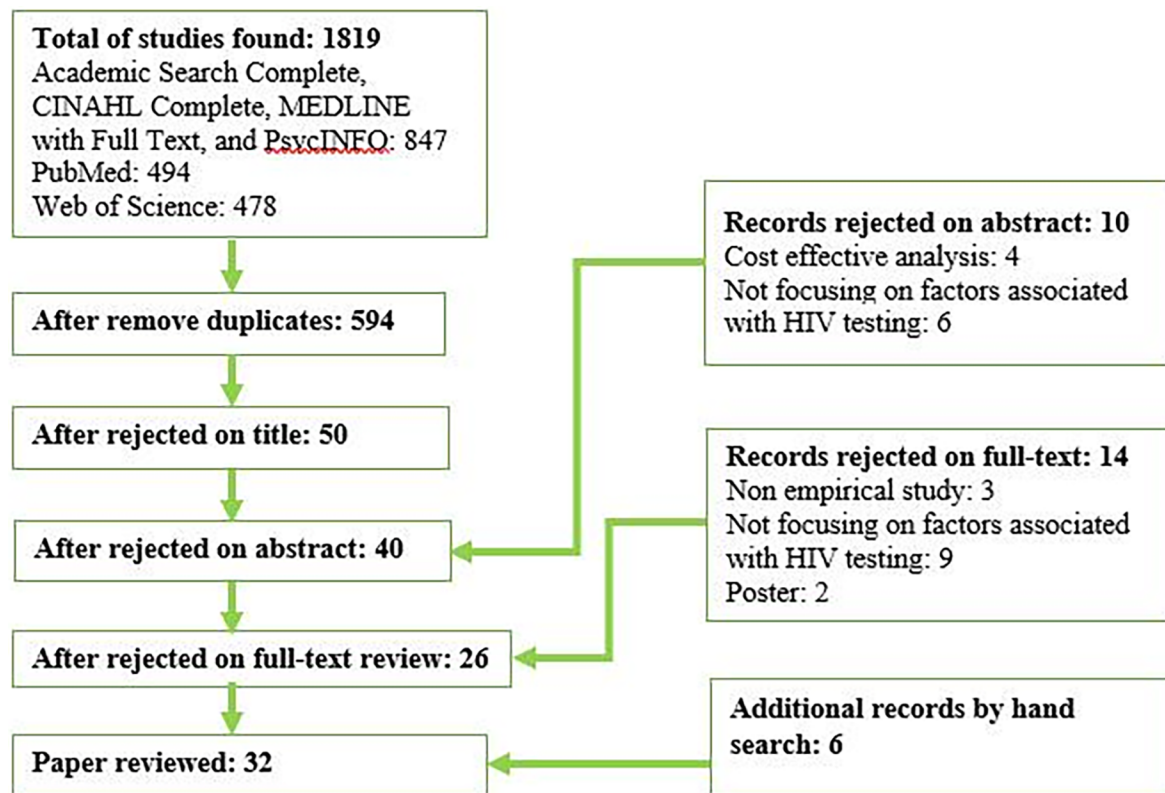 Total of studies found: 1819
Academic Search Complete,
CINAHL Complete, MEDLINE
with Full Text, and PsycINFO: 847
PubMed: 494
Web of Science: 478
After remove duplicates: 594
After rejected on title: 50
After rejected on abstract: 40
After rejected on full-text review: 26
Paper reviewed: 32
Records rejected on abstract: 10
Cost effective analysis: 4
Not focusing on factors associated
with HIV testing: 6
Records rejected on full-text: 14
Non empirical study: 3
Not focusing on factors associated
with HIV testing: 9
Poster: 2
Additional records by hand
search: 6